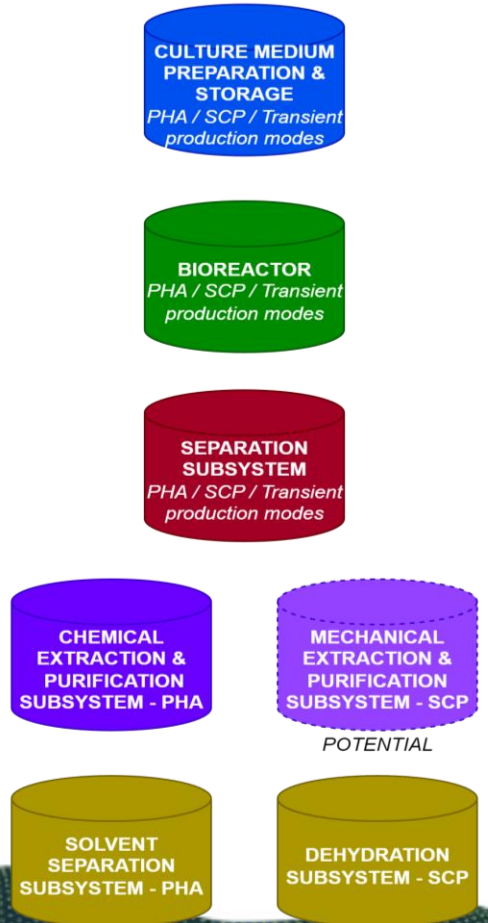 CULTURE MEDIUM
PREPARATION &
STORAGE
PHA / SCP / Transient
production modes
BIOREACTOR
PHA / SCP / Transient
production modes
SEPARATION
SUBSYSTEM
PHA / SCP / Transient
production modes
CHEMICAL
EXTRACTION &
PURIFICATION
SUBSYSTEM - PHA
MECHANICAL
EXTRACTION &
PURIFICATION
SUBSYSTEM - SCP
POTENTIAL
SOLVENT
SEPARATION
SUBSYSTEM - PHA
DEHYDRATION
SUBSYSTEM - SCP